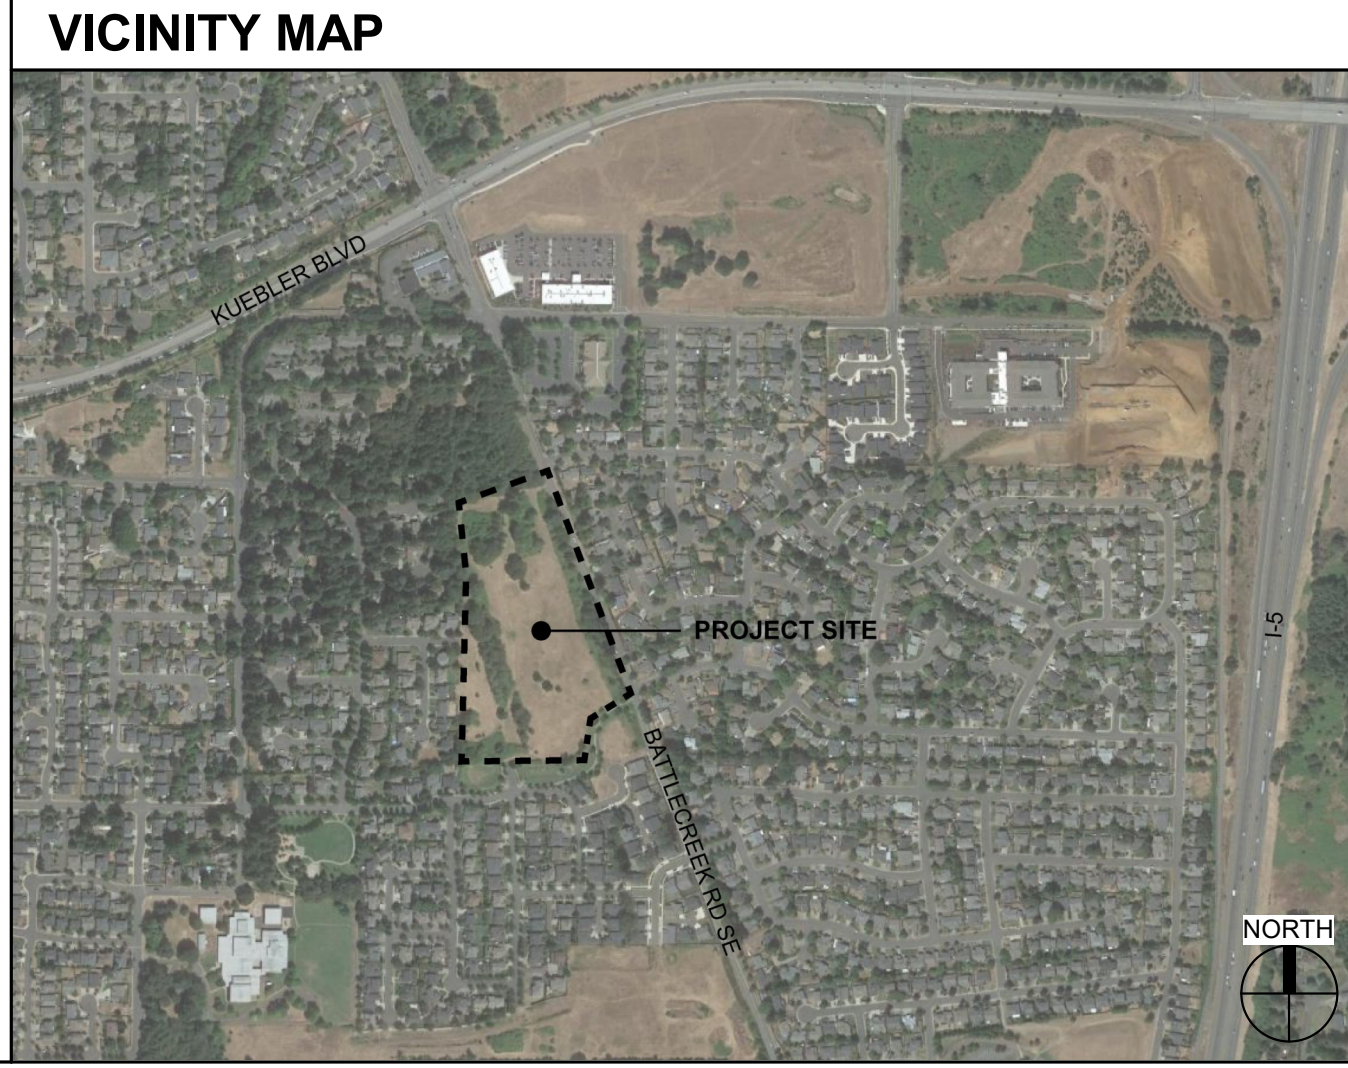 VICINITY MAP
KUEBLER BLVD
PROJECT SITE
I-5
BATTLECREEK RD SE
NORTH